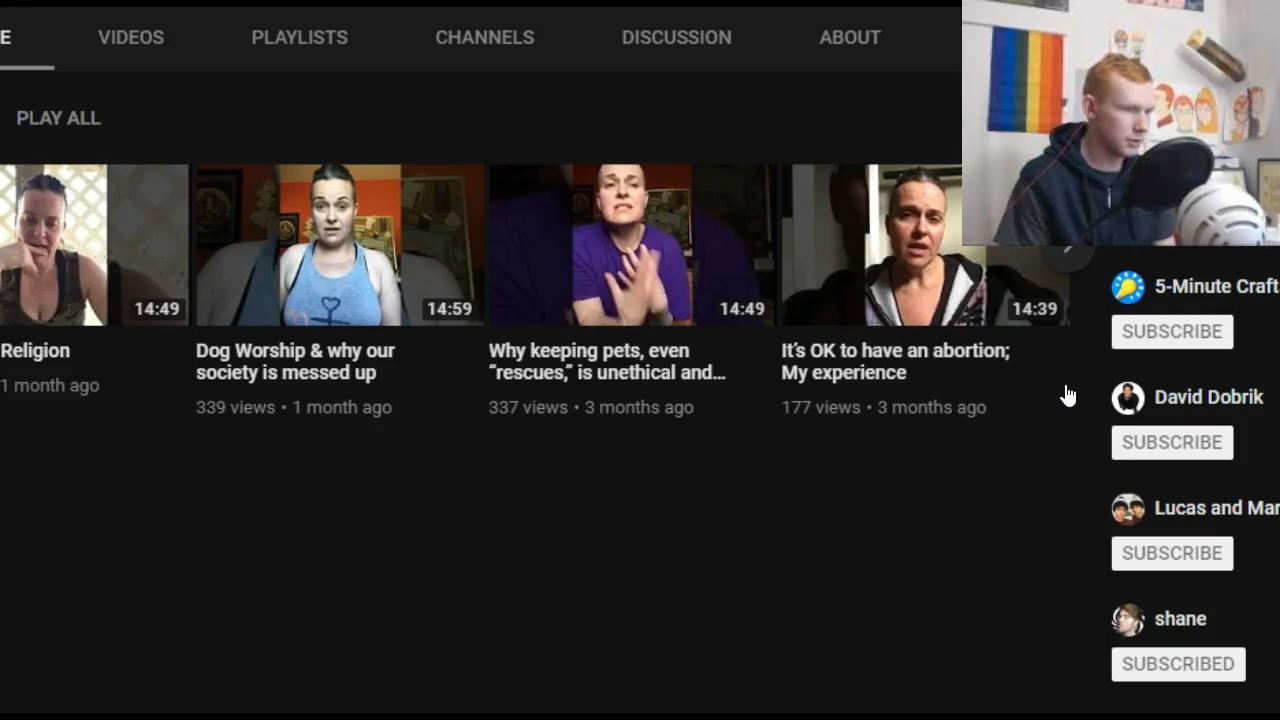 E VIDEOS PLAYLISTS CHANNELS DISCUSSION ABOUT
PLAY ALL
14:49
14:59
14:49
14:39
Religion
1 month ago
Dog Worship & why our
society is messed up
339 views • 1 month ago
Why keeping pets, even
“rescues,” is unethical and...
337 views • 3 months ago
It’s OK to have an abortion;
My experience
177 views • 3 months ago
5-Minute Craft
SUBSCRIBE
David Dobrik
SUBSCRIBE
Lucas and Mar
SUBSCRIBE
shane
SUBSCRIBED